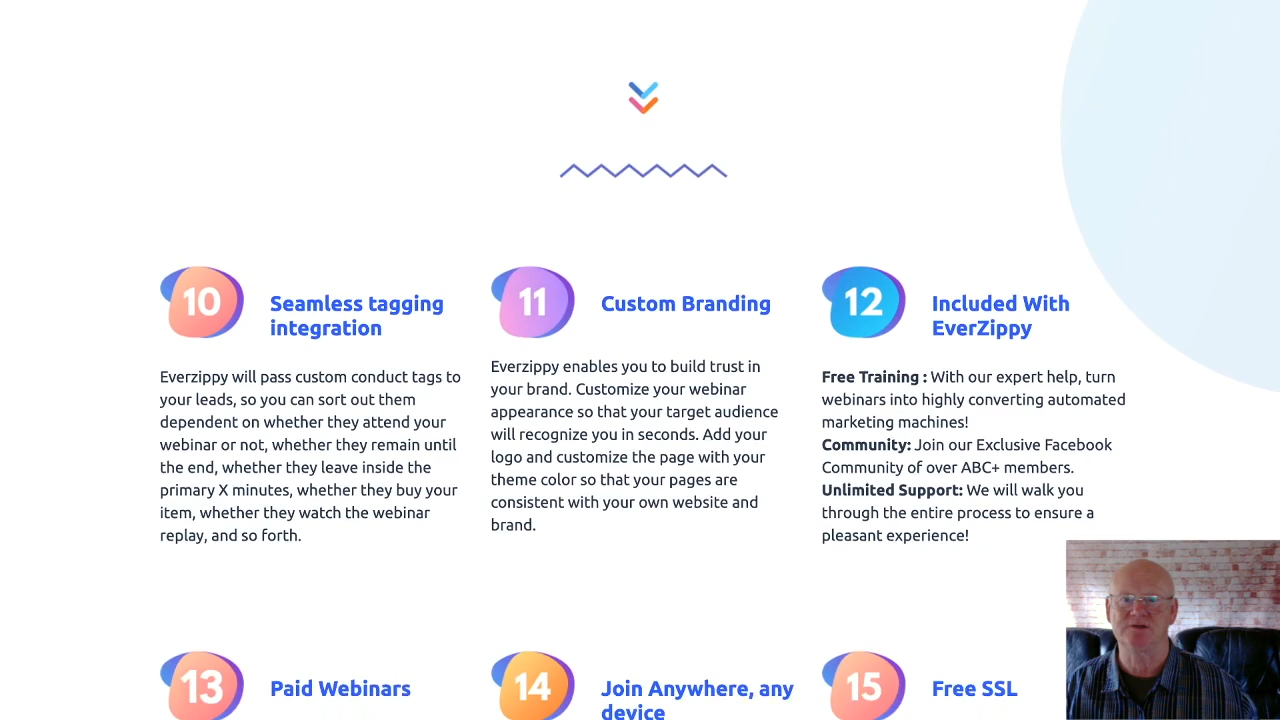 10
Seamless tagging
integration
Everzippy will pass custom conduct tags to
your leads, so you can sort out them
dependent on whether they attend your
webinar or not, whether they remain until
the end, whether they leave inside the
primary X minutes, whether they buy your
item, whether they watch the webinar
replay, and so forth.
11
Custom Branding
Everzippy enables you to build trust in
your brand. Customize your webinar
appearance so that your target audience
will recognize you in seconds. Add your
logo and customize the page with your
theme color so that your pages are
consistent with your own website and
brand.
12
Included With
EverZippy
Free Training : With our expert help, turn
webinars into highly converting automated
marketing machines!
Community: Join our Exclusive Facebook
Community of over ABC+ members.
Unlimited Support: We will walk you
through the entire process to ensure a
pleasant experience!
13
Paid Webinars
14
Join Anywhere, any
device
15
Free SSL